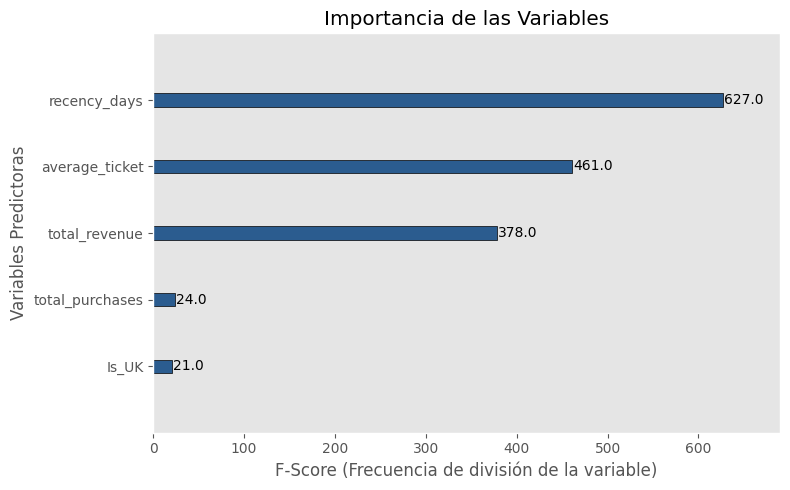 Importancia de las Variables
Variables Predictoras
recency_days 627.0
average_ticket 461.0
total_revenue 378.0
total_purchases 24.0
Is_UK 21.0
0 100 200 300 400 500 600
F-Score (Frecuencia de división de la variable)